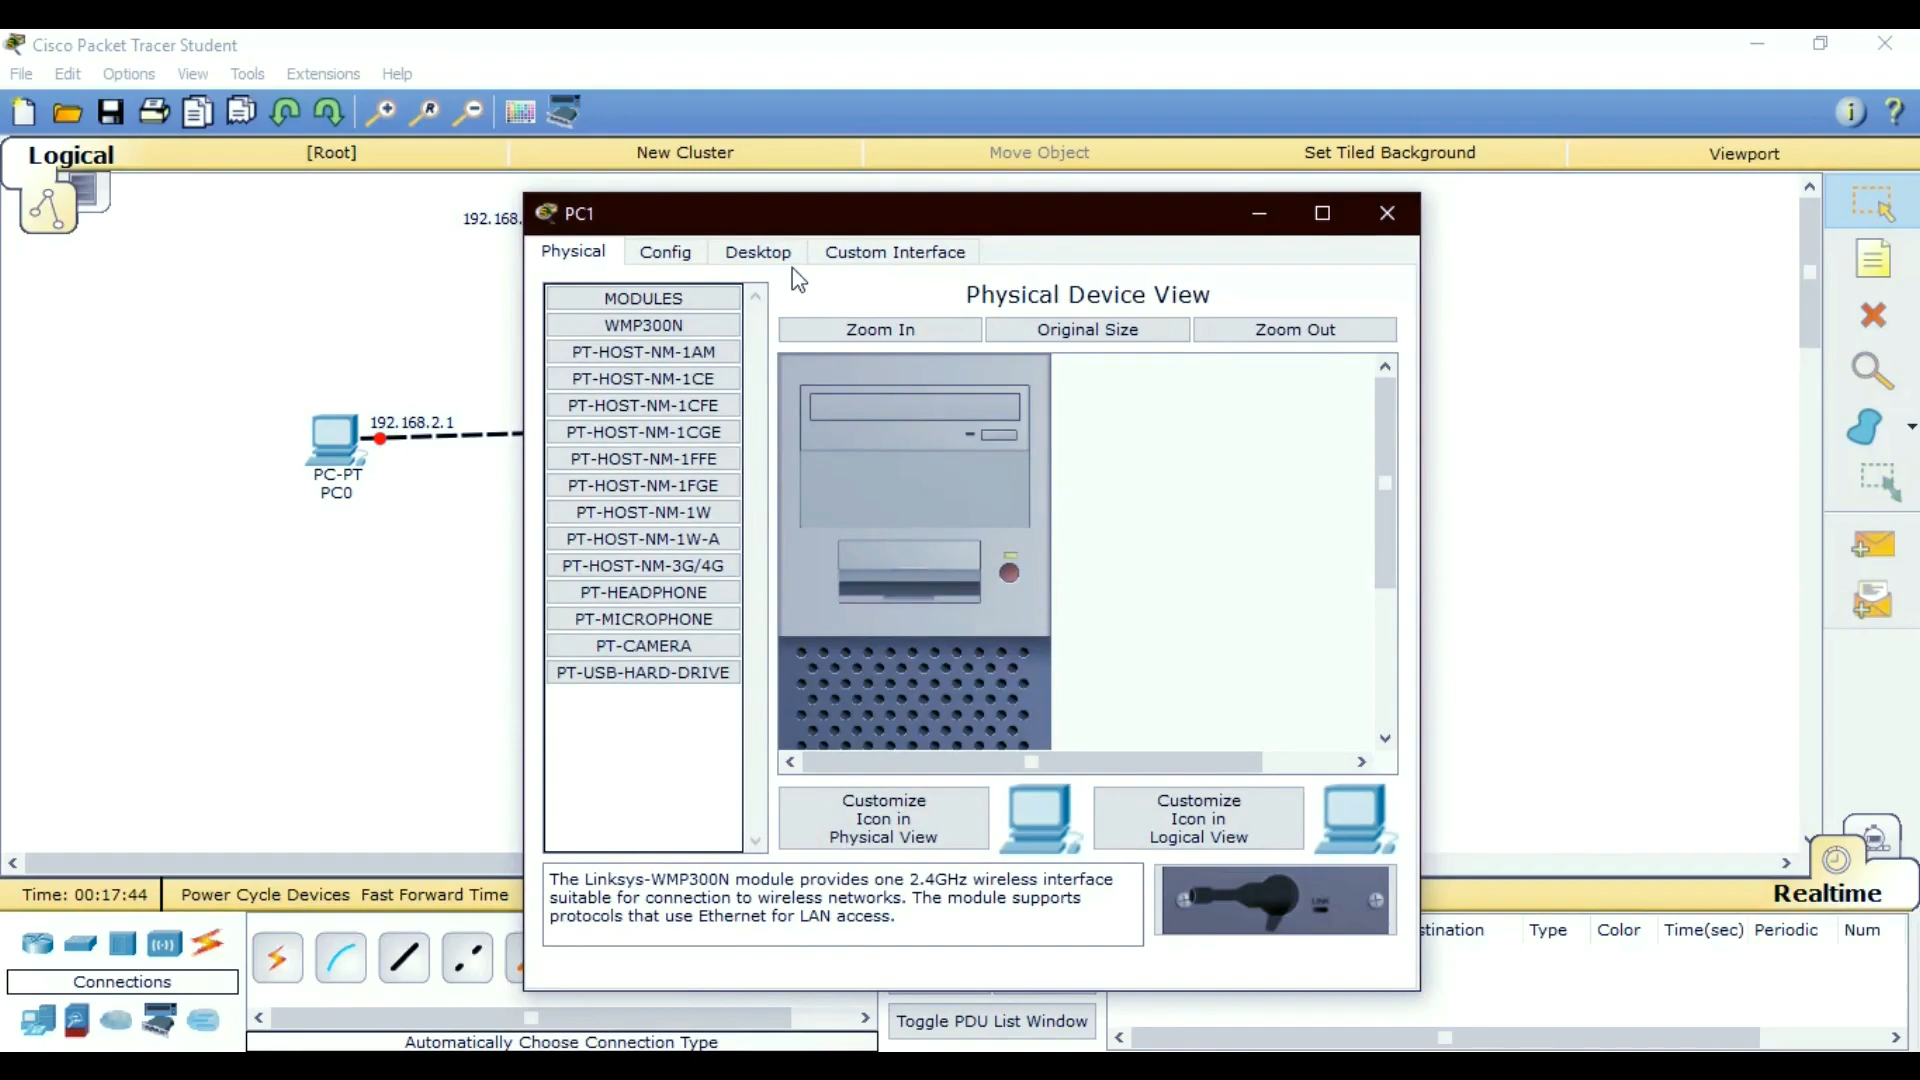 Cisco Packet Tracer Student
File Edit Options View Tools Extensions Help
Logical [Root] New Cluster Move Object Set Tiled Background Viewport
192.168.
PC1
Physical Config Desktop Custom Interface
MODULES
WMP300N
PT-HOST-NM-1AM
PT-HOST-NM-1CE
PT-HOST-NM-1CFE
PT-HOST-NM-1CGE
PT-HOST-NM-1FFE
PT-HOST-NM-1FGE
PT-HOST-NM-1W
PT-HOST-NM-1W-A
PT-HOST-NM-3G/4G
PT-HEADPHONE
PT-MICROPHONE
PT-CAMERA
PT-USB-HARD-DRIVE
Physical Device View
Zoom In Original Size Zoom Out
192.168.2.1
PC-PT
PC0
Customize
Icon in
Physical View
Customize
Icon in
Logical View
The Linksys-WMP300N module provides one 2.4GHz wireless interface
suitable for connection to wireless networks. The module supports
protocols that use Ethernet for LAN access.
LINK
Time: 00:17:44 Power Cycle Devices Fast Forward Time
Realtime
stination Type Color Time(sec) Periodic Num
Connections
Toggle PDU List Window
Automatically Choose Connection Type